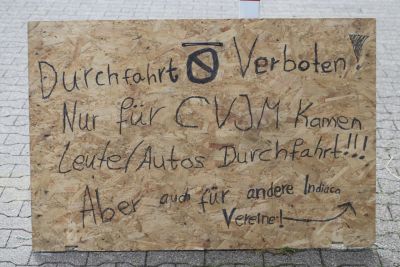 Durchfahrt Verboten!
Nur für CVJM Kamen
Leute/Autos Durchfahrt!!!
Aber auch für andere Indiaca
Vereine!